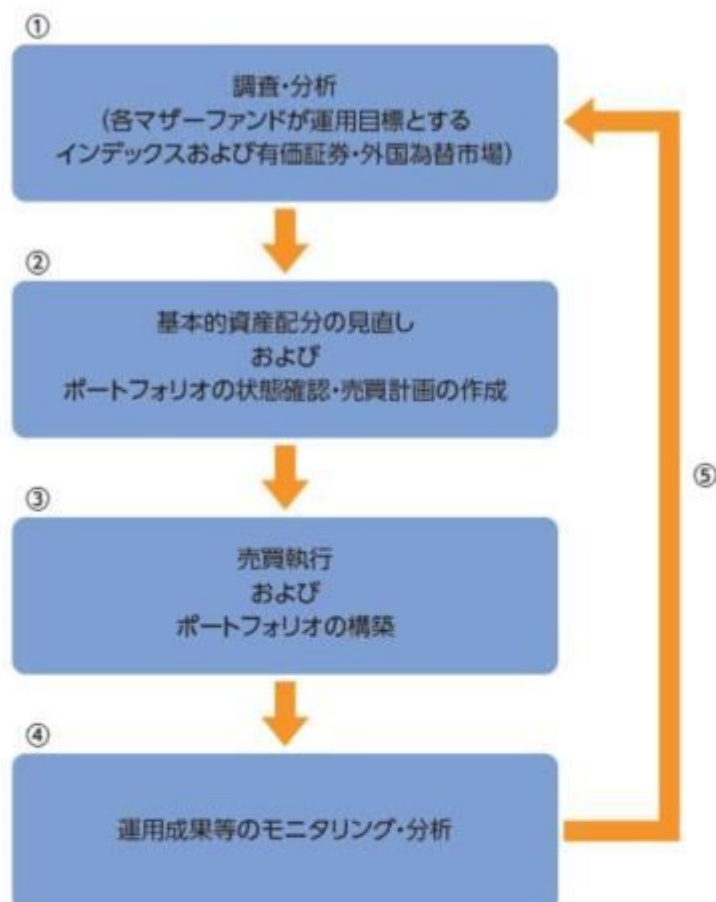 ①
調査・分析
(各マザーファンドが運用目標とする
インデックスおよび有価証券・外国為替市場)
②
基本的資産配分の見直し
および
ポートフォリオの状態確認・売買計画の作成
⑤
③
売買執行
および
ポートフォリオの構築
④
運用成果等のモニタリング・分析